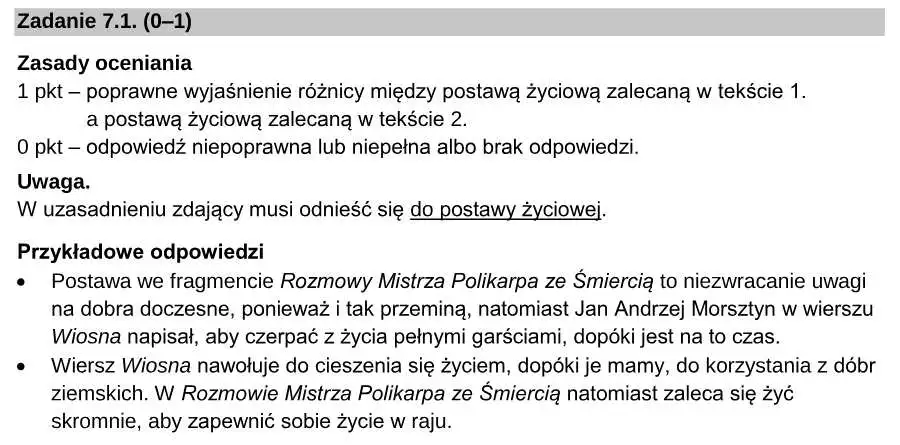 Zadanie 7.1. (0–1)
Zasady oceniania
1 pkt – poprawne wyjaśnienie różnicy między postawą życiową zalecaną w tekście 1.
a postawą życiową zalecaną w tekście 2.
0 pkt – odpowiedź niepoprawna lub niepełna albo brak odpowiedzi.
Uwaga.
W uzasadnieniu zdający musi odnieść się do postawy życiowej.
Przykładowe odpowiedzi
• Postawa we fragmencie Rozmowy Mistrza Polikarpa ze Śmiercią to niezwracanie uwagi
na dobra doczesne, ponieważ i tak przeminą, natomiast Jan Andrzej Morsztyn w wierszu
Wiosna napisał, aby czerpać z życia pełnymi garściami, dopóki jest na to czas.
• Wiersz Wiosna nawołuje do cieszenia się życiem, dopóki je mamy, do korzystania z dóbr
ziemskich. W Rozmowie Mistrza Polikarpa ze Śmiercią natomiast zaleca się żyć
skromnie, aby zapewnić sobie życie w raju.